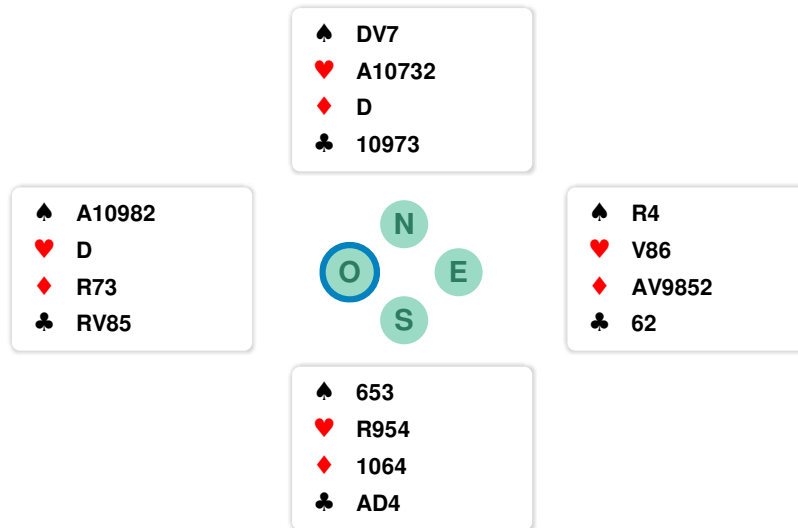 ♠ DV7
♥ A10732
♦ D
♣ 10973
♠ A10982
♥ D
♦ R73
♣ RV85
N
O E
S
♠ R4
♥ V86
♦ AV9852
♣ 62
♠ 653
♥ R954
♦ 1064
♣ AD4